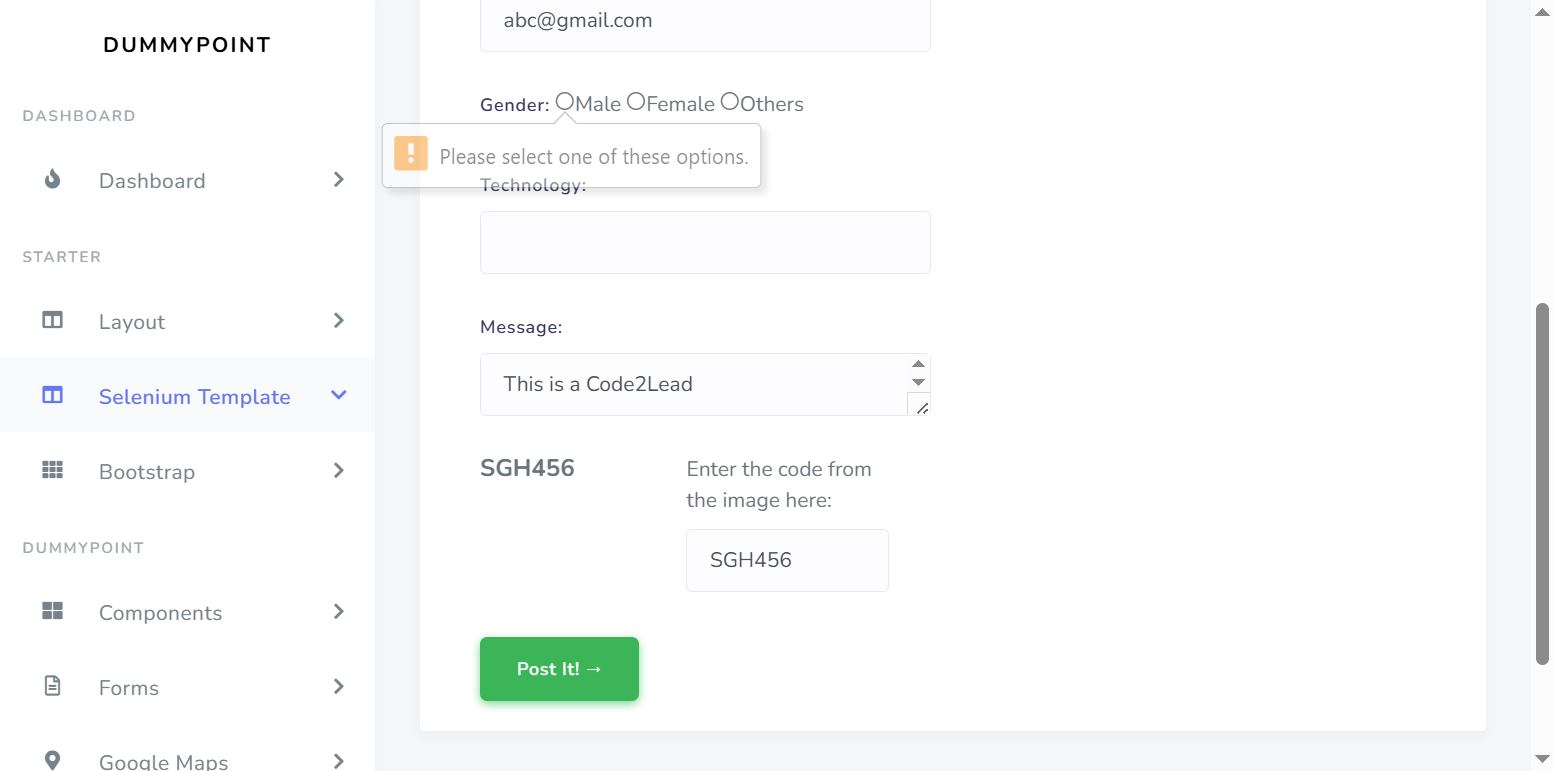 DUMMYPOINT
DASHBOARD
Dashboard
STARTER
Layout
Selenium Template
Bootstrap
DUMMYPOINT
Components
Forms
Google Maps
abc@gmail.com
Gender: Male Female Others
Please select one of these options.
Technology:
Message:
This is a Code2Lead
SGH456
Enter the code from
the image here:
SGH456
Post It! →